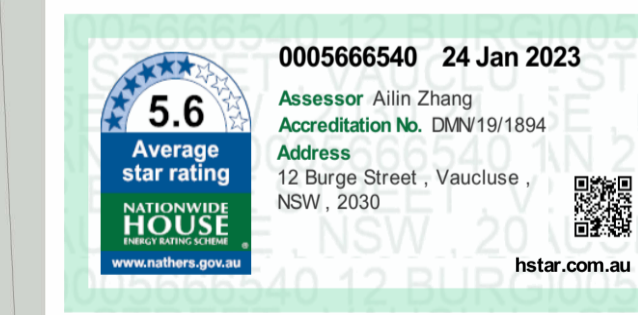 0005666540 24 Jan 2023
5.6
Average
star rating
NATIONWIDE
HOUSE
ENERGY RATING SCHEME
www.nathers.gov.au
Assessor Ailin Zhang
Accreditation No. DMN/19/1894
Address
12 Burge Street , Vaucluse ,
NSW , 2030
hstar.com.au